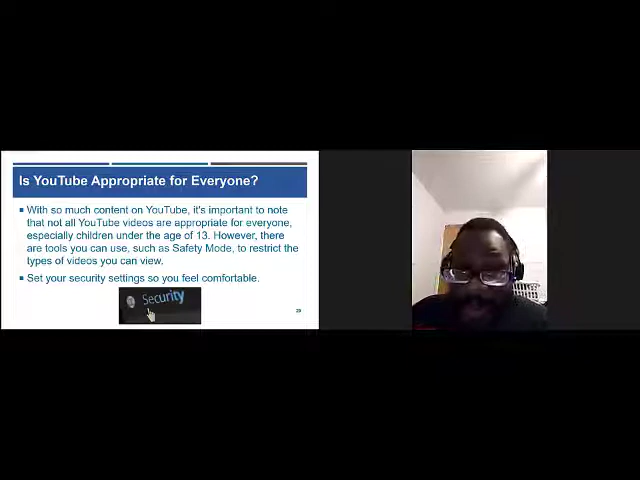 Is YouTube Appropriate for Everyone?
With so much content on YouTube, it's important to note
that not all YouTube videos are appropriate for everyone,
especially children under the age of 13. However, there
are tools you can use, such as Safety Mode, to restrict the
types of videos you can view.
Set your security settings so you feel comfortable.
Security